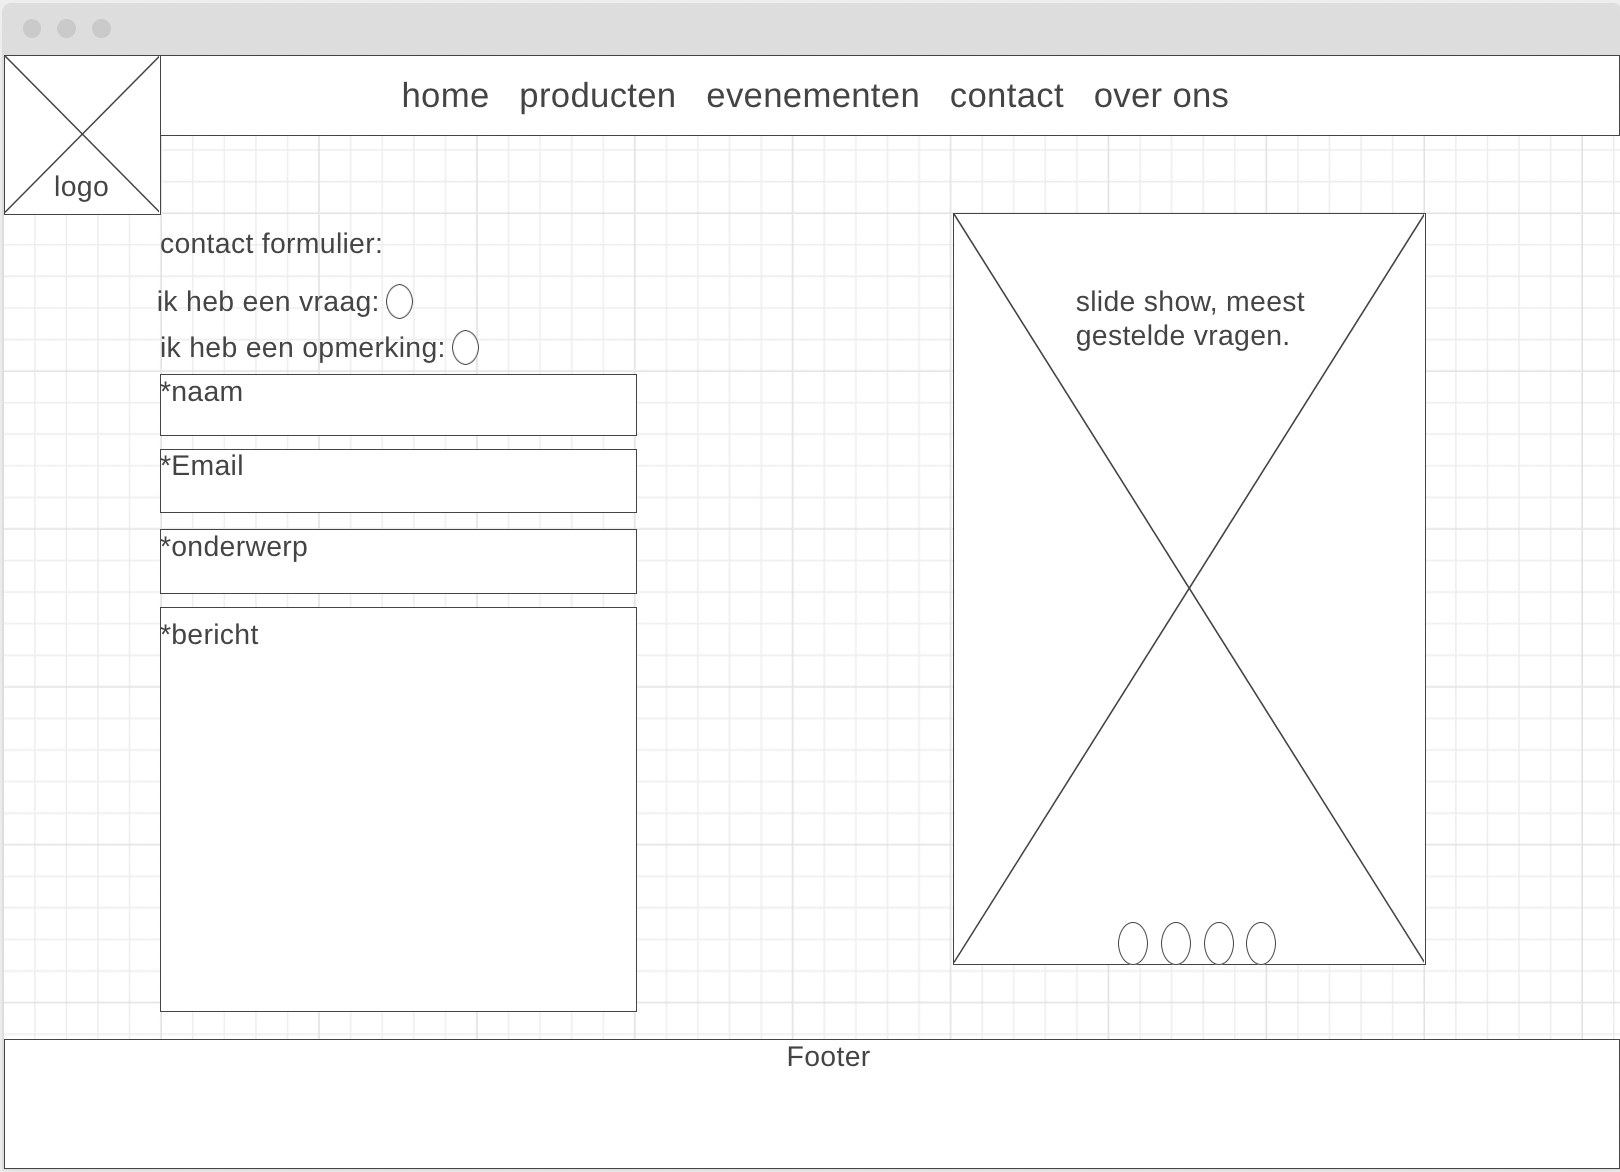 home producten evenementen contact over ons
logo
contact formulier:
ik heb een vraag:
ik heb een opmerking:
*naam
*Email
*onderwerp
*bericht
slide show, meest
gestelde vragen.
Footer